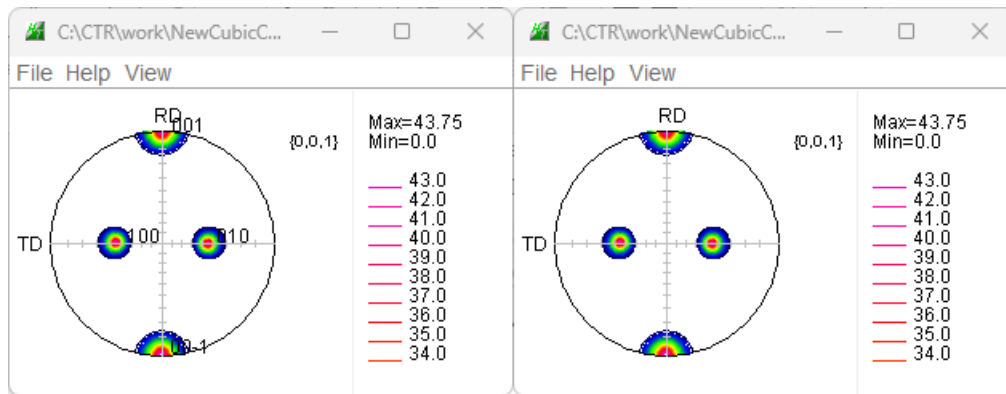 C:\CTR\work\NewCubicC...
File Help View
RD
001
{0,0,1}
TD
100
010
00-1
Max=43.75
Min=0.0
43.0
42.0
41.0
40.0
39.0
38.0
37.0
36.0
35.0
34.0
C:\CTR\work\NewCubicC...
File Help View
RD
{0,0,1}
TD
Max=43.75
Min=0.0
43.0
42.0
41.0
40.0
39.0
38.0
37.0
36.0
35.0
34.0